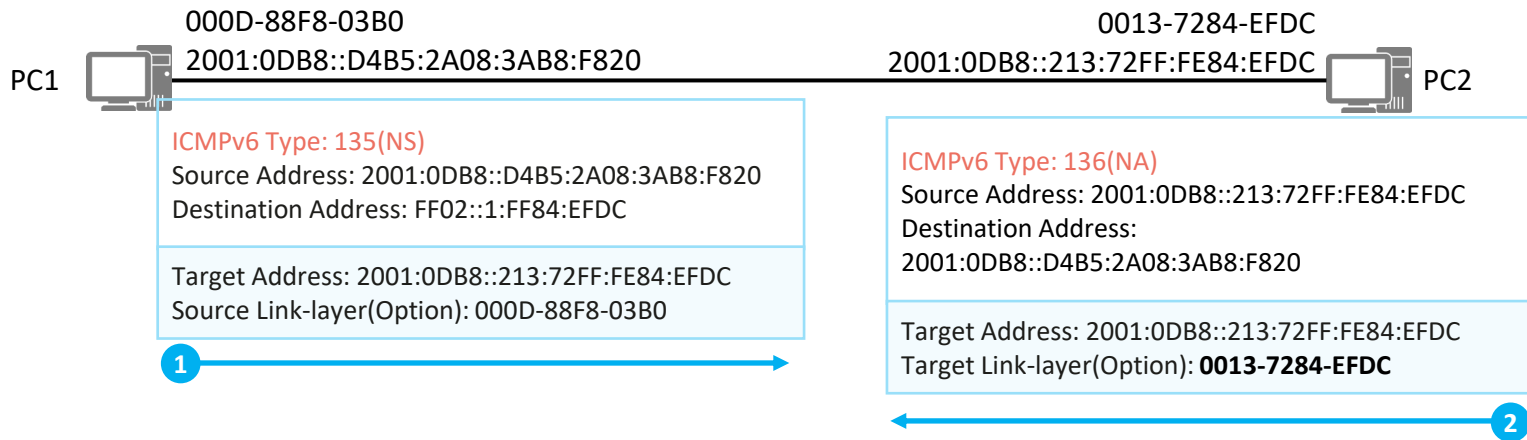 000D-88F8-03B0
2001:0DB8::D4B5:2A08:3AB8:F820
PC1
0013-7284-EFDC
2001:0DB8::213:72FF:FE84:EFDC
PC2
ICMPv6 Type: 135(NS)
Source Address: 2001:0DB8::D4B5:2A08:3AB8:F820
Destination Address: FF02::1:FF84:EFDC
Target Address: 2001:0DB8::213:72FF:FE84:EFDC
Source Link-layer(Option): 000D-88F8-03B0
1
ICMPv6 Type: 136(NA)
Source Address: 2001:0DB8::213:72FF:FE84:EFDC
Destination Address:
2001:0DB8::D4B5:2A08:3AB8:F820
Target Address: 2001:0DB8::213:72FF:FE84:EFDC
Target Link-layer(Option): 0013-7284-EFDC
2